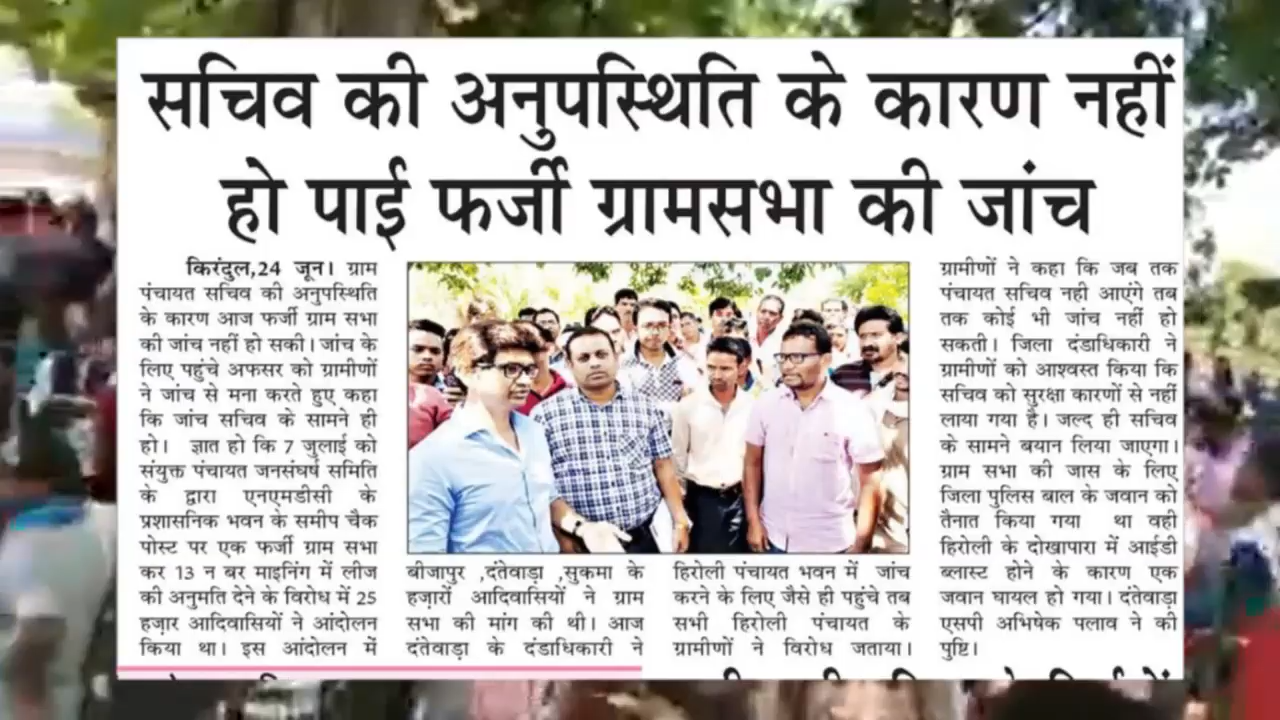 सचिव की अनुपस्थिति के कारण नहीं
हो पाई फर्जी ग्रामसभा की जांच
किरंदुल,24 जून। ग्राम
पंचायत सचिव की अनुपस्थिति
के कारण आज फर्जी ग्राम सभा
की जांच नहीं हो सकी। जांच के
लिए पहुंचे अफसर को ग्रामीणों
ने जांच से मना करते हुए कहा
कि जांच सचिव के सामने ही
हो। ज्ञात हो कि 7 जुलाई को
संयुक्त पंचायत जनसंघर्ष समिति
के द्वारा एनएमडीसी के
प्रशासनिक भवन के समीप चैक
पोस्ट पर एक फर्जी ग्राम सभा
कर 13 न बर माइनिंग में लीज
की अनुमति देने के विरोध में 25
हज़ार आदिवासियों ने आंदोलन
किया था। इस आंदोलन में
बीजापुर ,दंतेवाड़ा ,सुकमा के
हज़ारों आदिवासियों ने ग्राम
सभा की मांग की थी। आज
दंतेवाड़ा के दंडाधिकारी ने
हिरोली पंचायत भवन में जांच
करने के लिए जैसे ही पहुंचे तब
सभी हिरोली पंचायत के
ग्रामीणों ने विरोध जताया।
ग्रामीणों ने कहा कि जब तक
पंचायत सचिव नही आएंगे तब
तक कोई भी जांच नहीं हो
सकती। जिला दंडाधिकारी ने
ग्रामीणों को आश्वस्त किया कि
सचिव को सुरक्षा कारणों से नहीं
लाया गया है। जल्द ही सचिव
के सामने बयान लिया जाएगा।
ग्राम सभा की जास के लिए
जिला पुलिस बाल के जवान को
तैनात किया गया था वही
हिरोली के दोखापारा में आईडी
ब्लास्ट होने के कारण एक
जवान घायल हो गया। दंतेवाड़ा
एसपी अभिषेक पलाव ने की
पुष्टि।